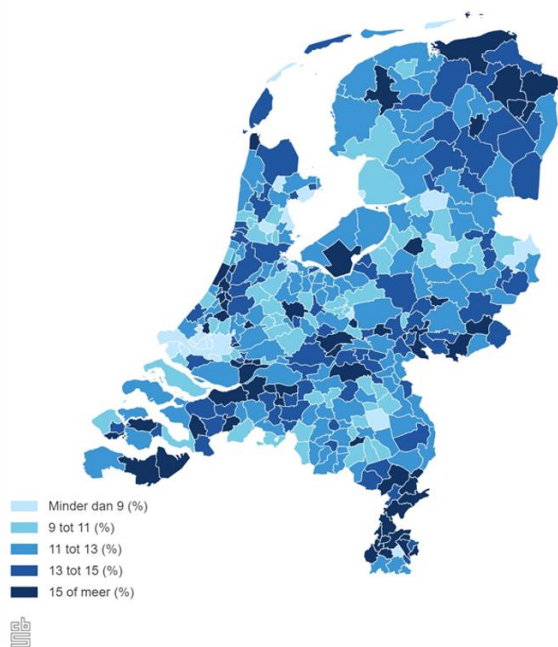 Minder dan 9 (%)
9 tot 11 (%)
11 tot 13 (%)
13 tot 15 (%)
15 of meer (%)